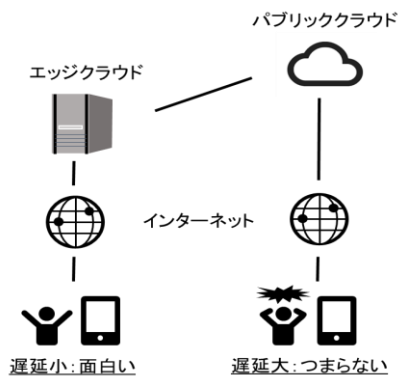 パブリッククラウド
エッジクラウド
インターネット
遅延小：面白い
遅延大：つまらない